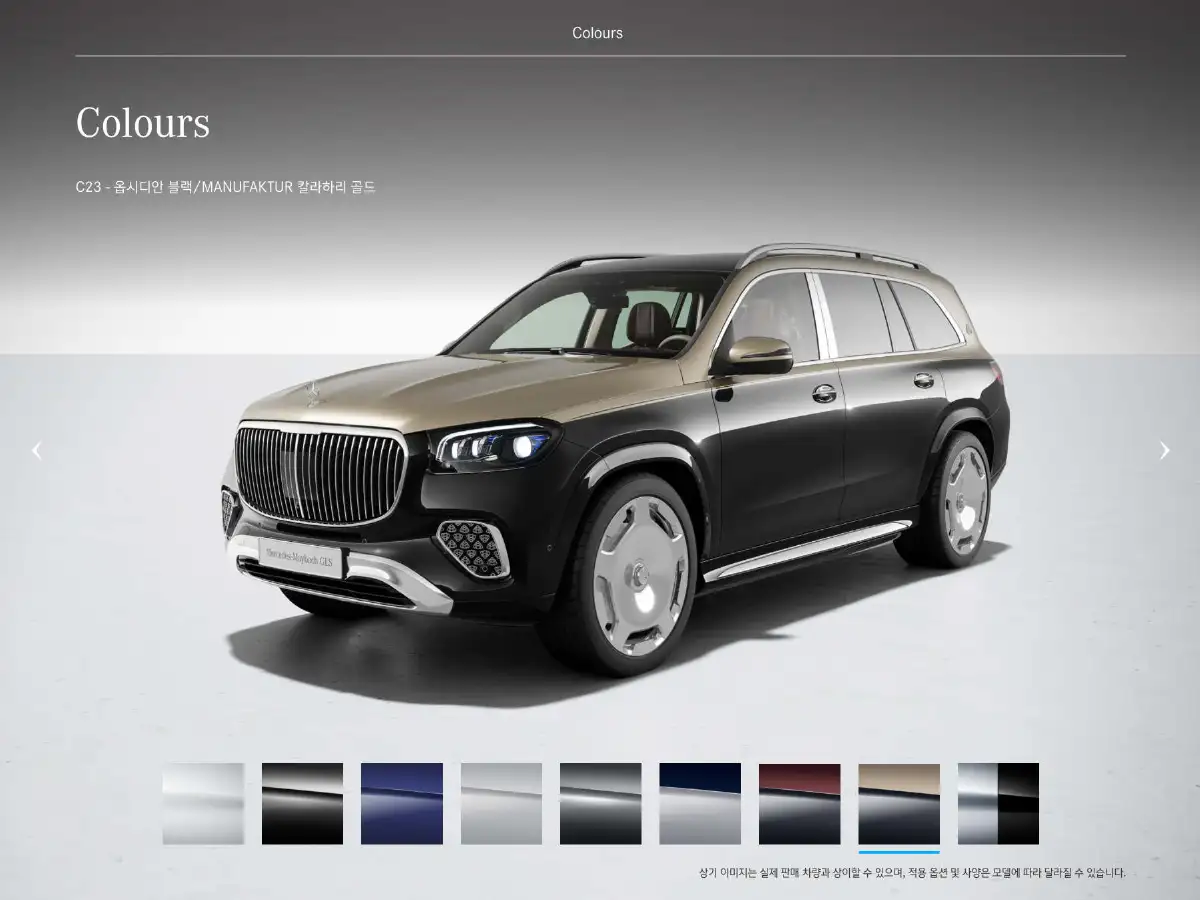 Colours
Colours
C23 - 옵시디안 블랙/MANUFAKTUR 칼라하리 골드
Mercedes-Maybach GLS
상기 이미지는 실제 판매 차량과 상이할 수 있으며, 적용 옵션 및 사양은 모델에 따라 달라질 수 있습니다.